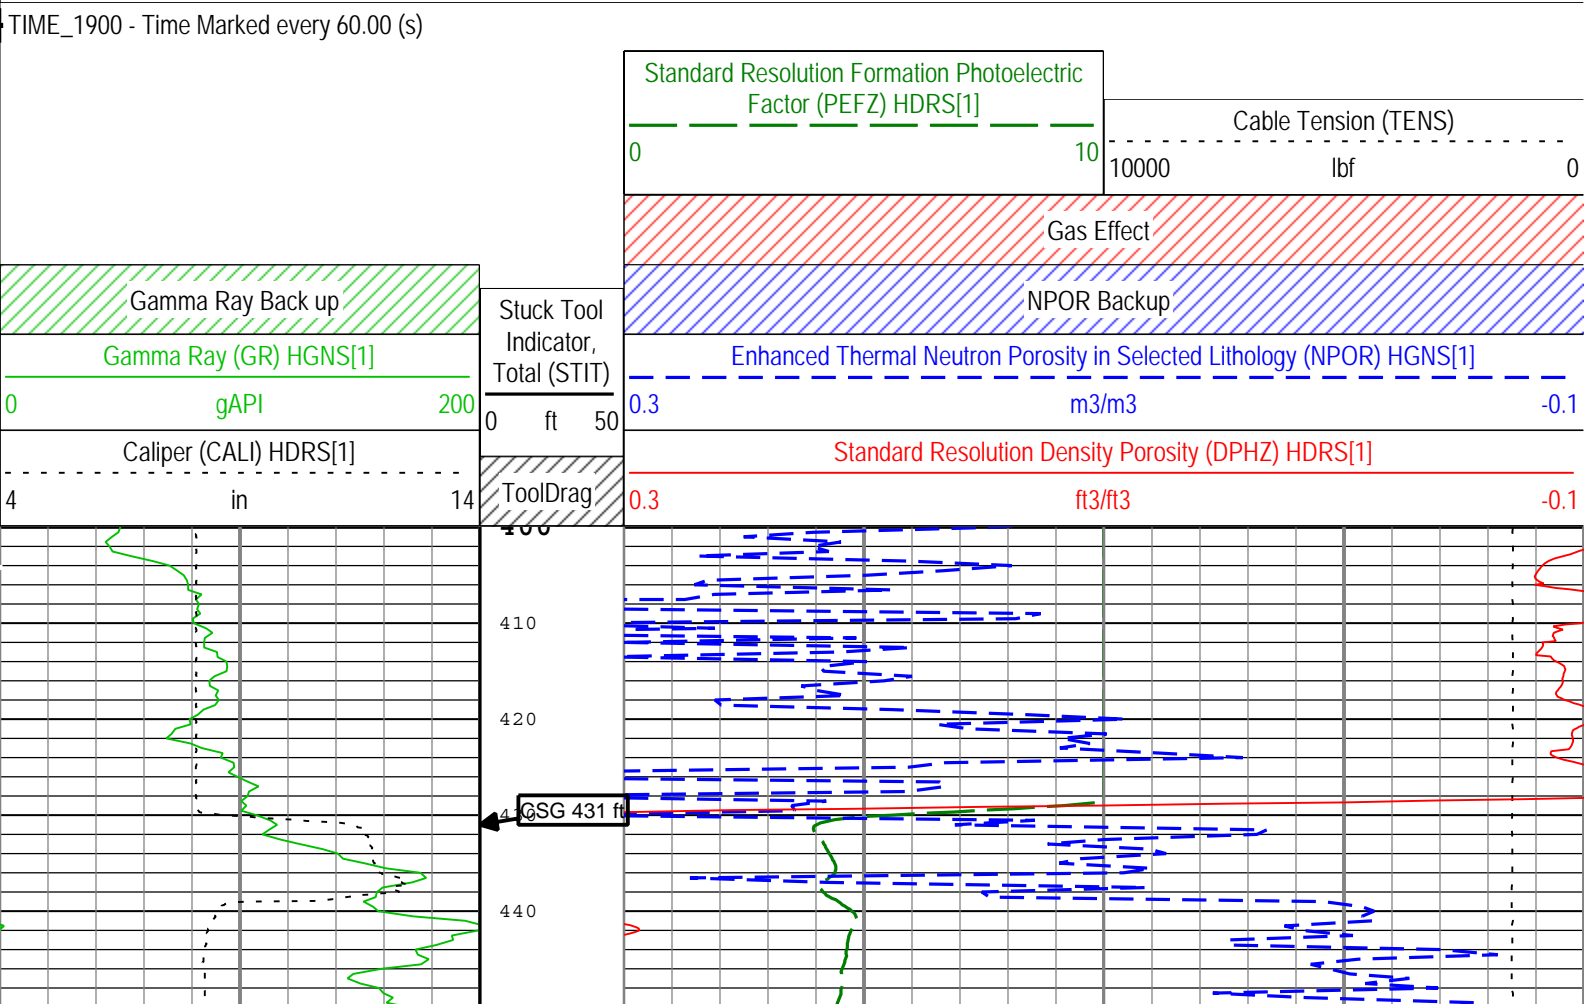 TIME_1900 - Time Marked every 60.00 (s)
Standard Resolution Formation Photoelectric
Factor (PEFZ) HDRS[1]
0 10
Cable Tension (TENS)
10000 lbf 0
Gas Effect
Gamma Ray Back up
NPOR Backup
Stuck Tool
Indicator,
Total (STIT)
0 ft 50
Gamma Ray (GR) HGNS[1]
0 gAPI 200
Enhanced Thermal Neutron Porosity in Selected Lithology (NPOR) HGNS[1]
0.3 m3/m3 -0.1
Caliper (CALI) HDRS[1]
4 in 14
ToolDrag
Standard Resolution Density Porosity (DPHZ) HDRS[1]
0.3 ft3/ft3 -0.1
400
410
420
430
CSG 431 ft
440